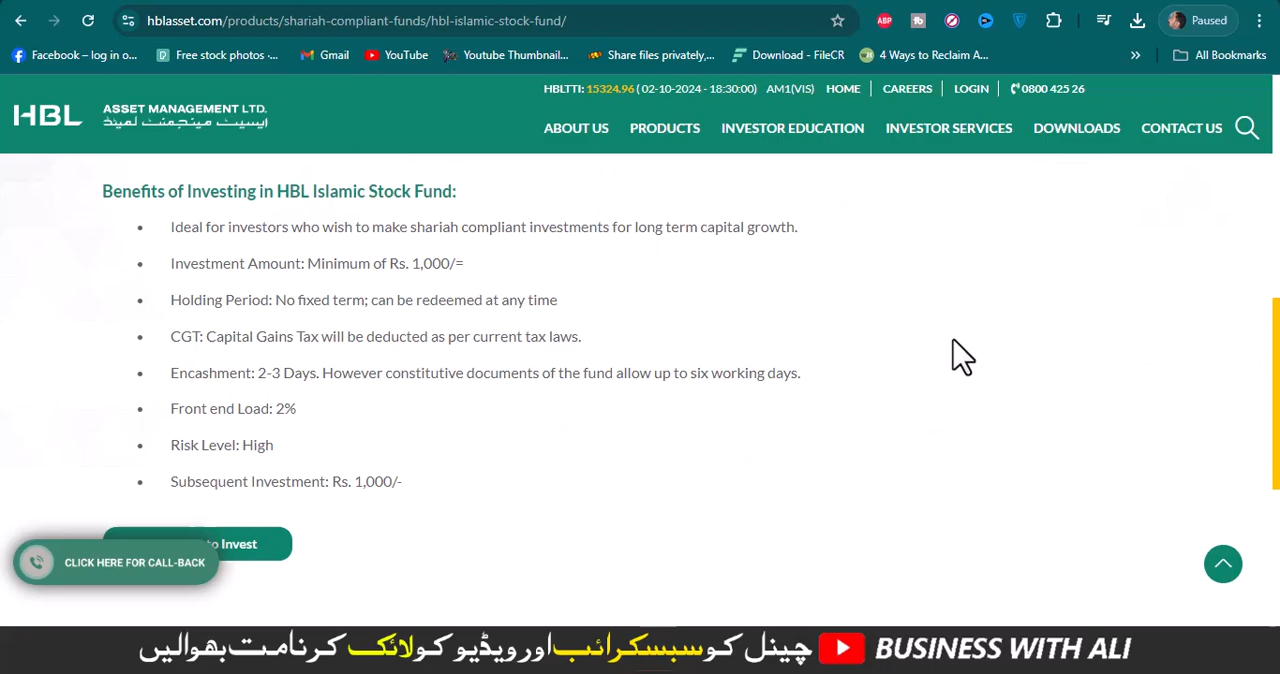 hblasset.com/products/shariah-compliant-funds/hbl-islamic-stock-fund/
ABP
Paused
Facebook – log in o...
Free stock photos ·...
Gmail
YouTube
Youtube Thumbnail...
Share files privately,...
Download - FileCR
4 Ways to Reclaim A...
»
All Bookmarks
HBLTTI: 15324.96 ( 02-10-2024 - 18:30:00) AM1(VIS) HOME CAREERS LOGIN 0800 425 26
HBL ASSET MANAGEMENT LTD.
ایسیٹ مینجمنٹ لمیٹڈ
ABOUT US PRODUCTS INVESTOR EDUCATION INVESTOR SERVICES DOWNLOADS CONTACT US
Benefits of Investing in HBL Islamic Stock Fund:
• Ideal for investors who wish to make shariah compliant investments for long term capital growth.
• Investment Amount: Minimum of Rs. 1,000/=
• Holding Period: No fixed term; can be redeemed at any time
• CGT: Capital Gains Tax will be deducted as per current tax laws.
• Encashment: 2-3 Days. However constitutive documents of the fund allow up to six working days.
• Front end Load: 2%
• Risk Level: High
• Subsequent Investment: Rs. 1,000/-
to Invest
CLICK HERE FOR CALL-BACK
چینل کو سبسکرائب اور ویڈیو کو لائک کرنا مت بھولیں
BUSINESS WITH ALI